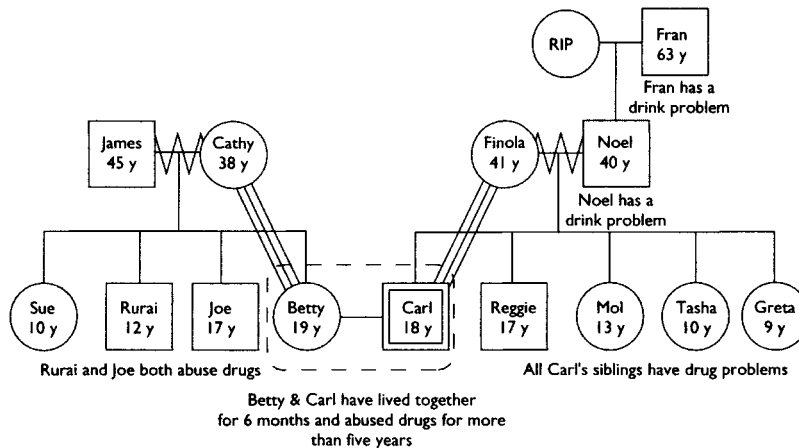 RIP
Fran
63 y
Fran has a
drink problem
James
45 y
Cathy
38 y
Finola
41 y
Noel
40 y
Noel has a
drink problem
Sue
10 y
Rurai
12 y
Joe
17 y
Betty
19 y
Carl
18 y
Reggie
17 y
Mol
13 y
Tasha
10 y
Greta
9 y
Rurai and Joe both abuse drugs
All Carl's siblings have drug problems
Betty & Carl have lived together
for 6 months and abused drugs for more
than five years